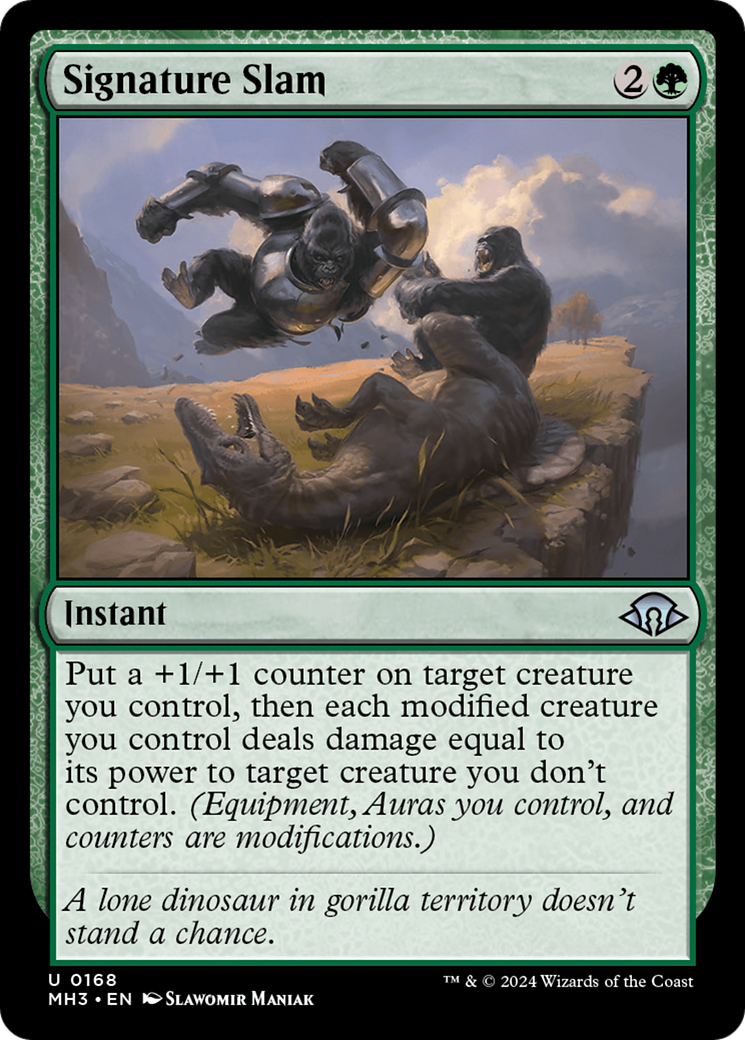 Signature Slam 2
Instant
Put a +1/+1 counter on target creature
you control, then each modified creature
you control deals damage equal to
its power to target creature you don't
control. (Equipment, Auras you control, and
counters are modifications.)
A lone dinosaur in gorilla territory doesn't
stand a chance.
U 0168 ™ & © 2024 Wizards of the Coast
MH3 • EN Slawomir Maniak